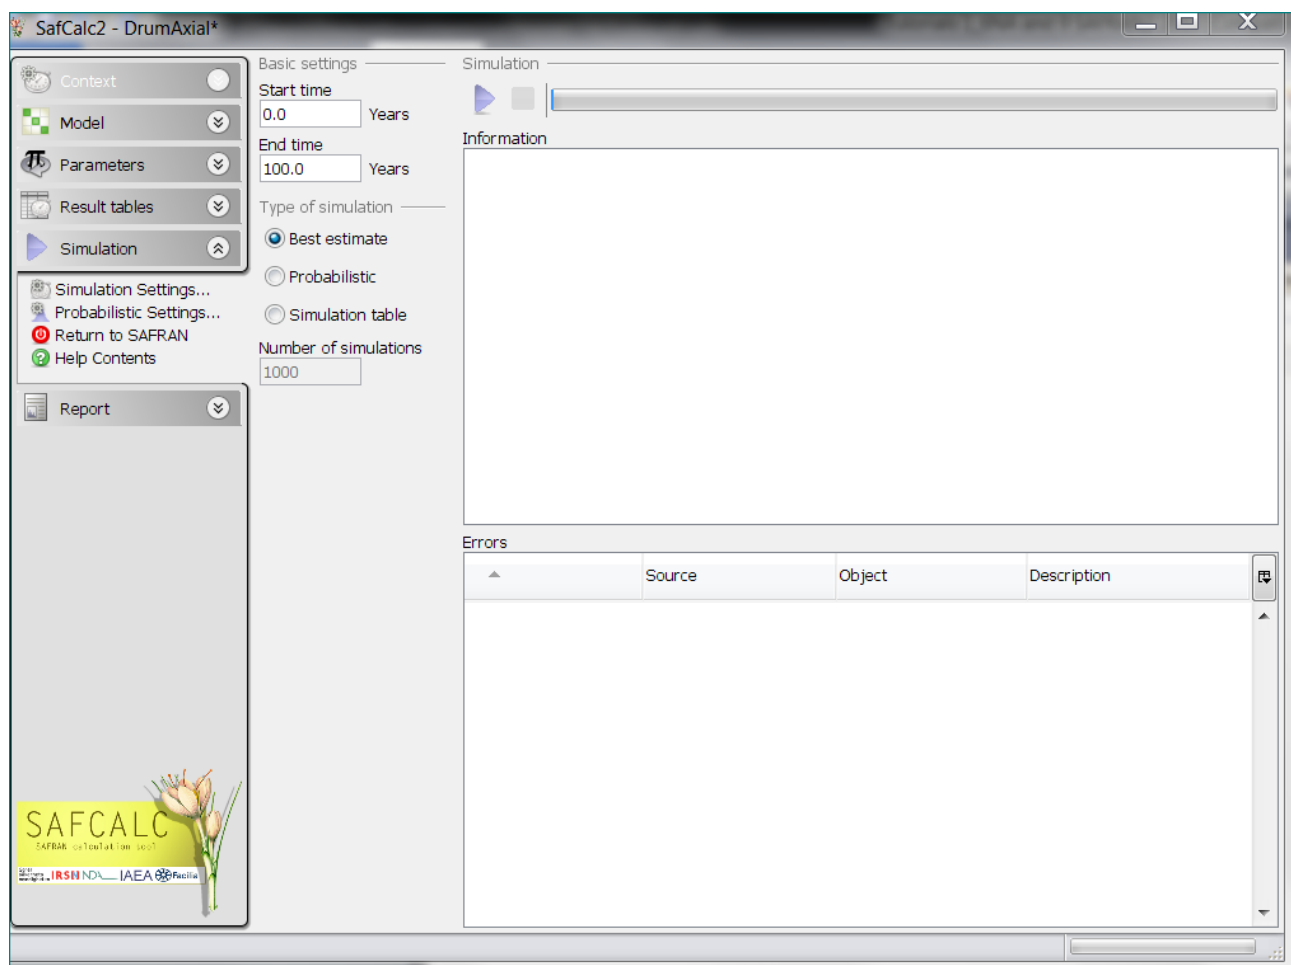 SafCalc2 - DrumAxial*
Context
Model
Parameters
Result tables
Simulation
Simulation Settings...
Probabilistic Settings...
Return to SAFRAN
Help Contents
Report
SAFCALC
SAFRAN calculation tool
IRSN NDA IAEA Facilia
Basic settings
Start time
0.0 Years
End time
100.0 Years
Type of simulation
Best estimate
Probabilistic
Simulation table
Number of simulations
1000
Simulation
Information
Errors
Source Object Description